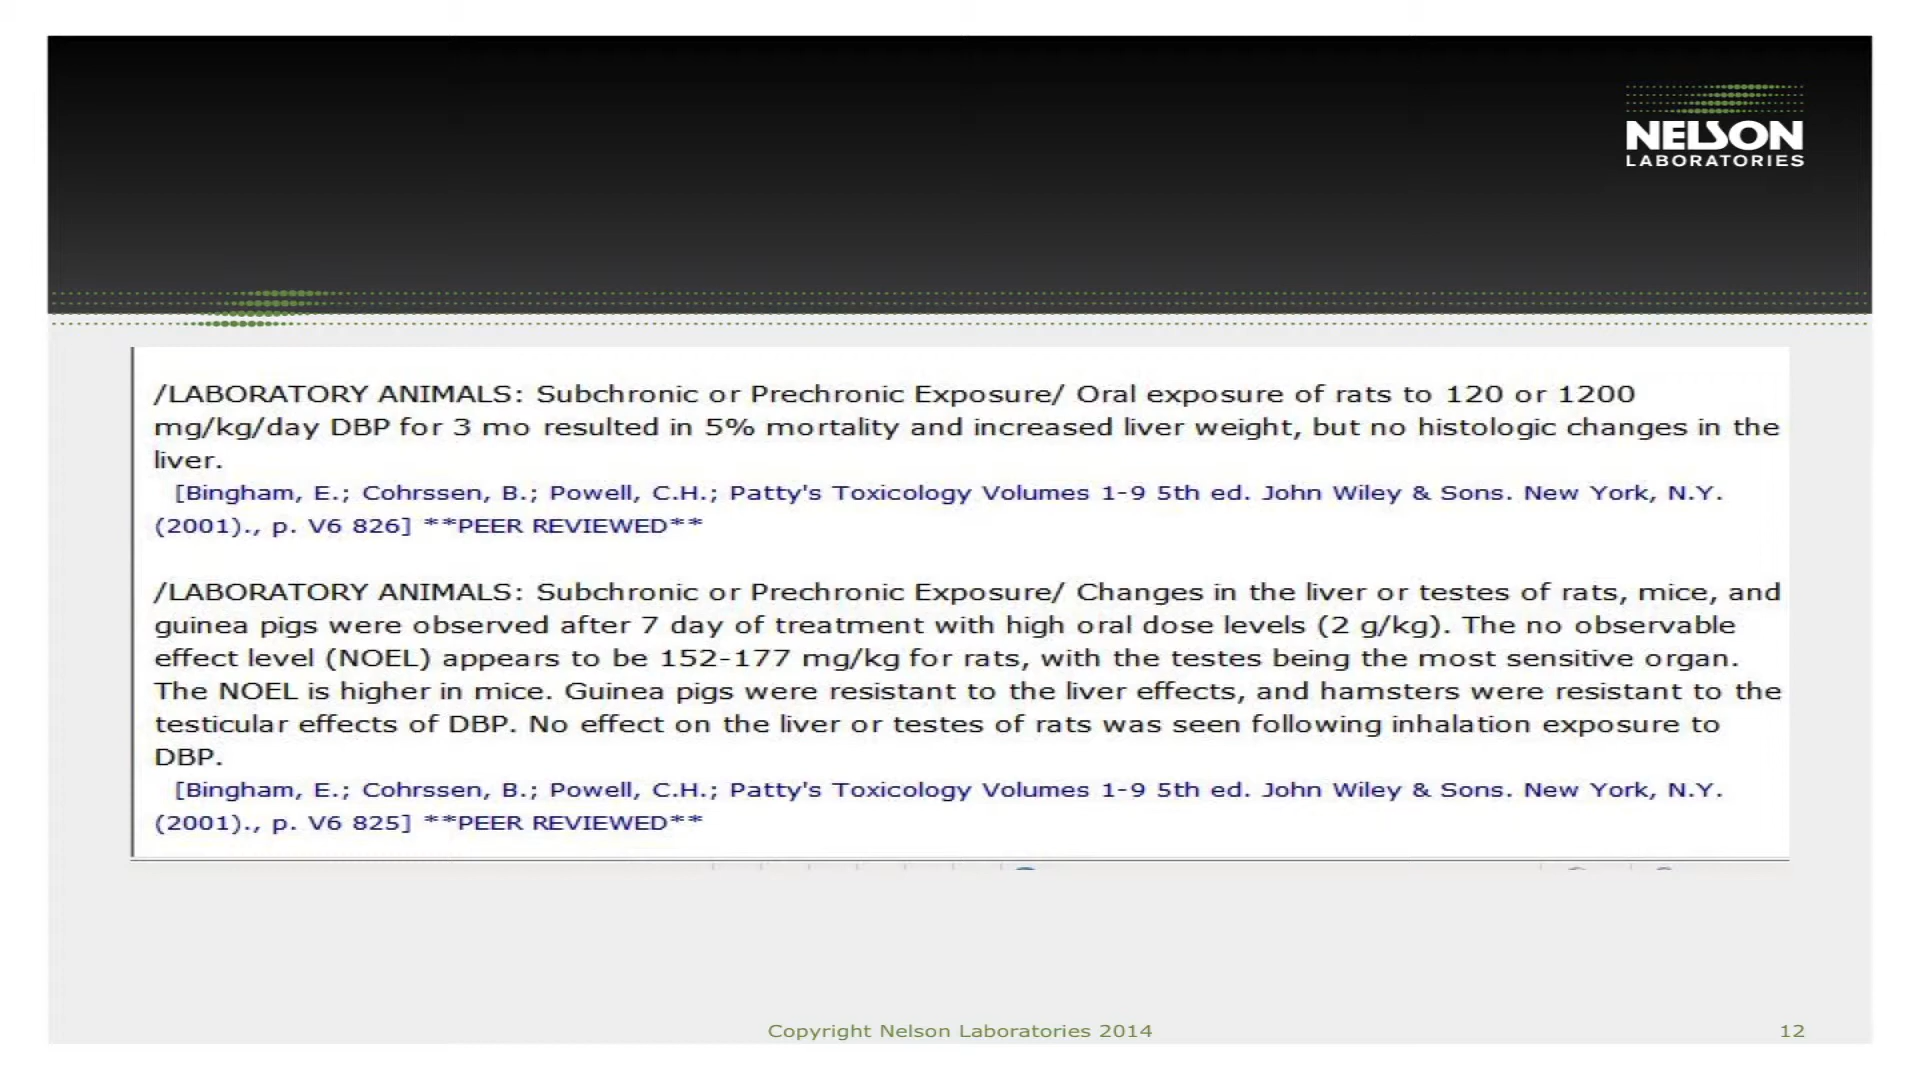 NELSON
LABORATORIES
/LABORATORY ANIMALS: Subchronic or Prechronic Exposure/ Oral exposure of rats to 120 or 1200
mg/kg/day DBP for 3 mo resulted in 5% mortality and increased liver weight, but no histologic changes in the
liver.
[Bingham, E.; Cohrssen, B.; Powell, C.H.; Patty's Toxicology Volumes 1-9 5th ed. John Wiley & Sons. New York, N.Y.
(2001)., p. V6 826] **PEER REVIEWED**
/LABORATORY ANIMALS: Subchronic or Prechronic Exposure/ Changes in the liver or testes of rats, mice, and
guinea pigs were observed after 7 day of treatment with high oral dose levels (2 g/kg). The no observable
effect level (NOEL) appears to be 152-177 mg/kg for rats, with the testes being the most sensitive organ.
The NOEL is higher in mice. Guinea pigs were resistant to the liver effects, and hamsters were resistant to the
testicular effects of DBP. No effect on the liver or testes of rats was seen following inhalation exposure to
DBP.
[Bingham, E.; Cohrssen, B.; Powell, C.H.; Patty's Toxicology Volumes 1-9 5th ed. John Wiley & Sons. New York, N.Y.
(2001)., p. V6 825] **PEER REVIEWED**
Copyright Nelson Laboratories 2014
12